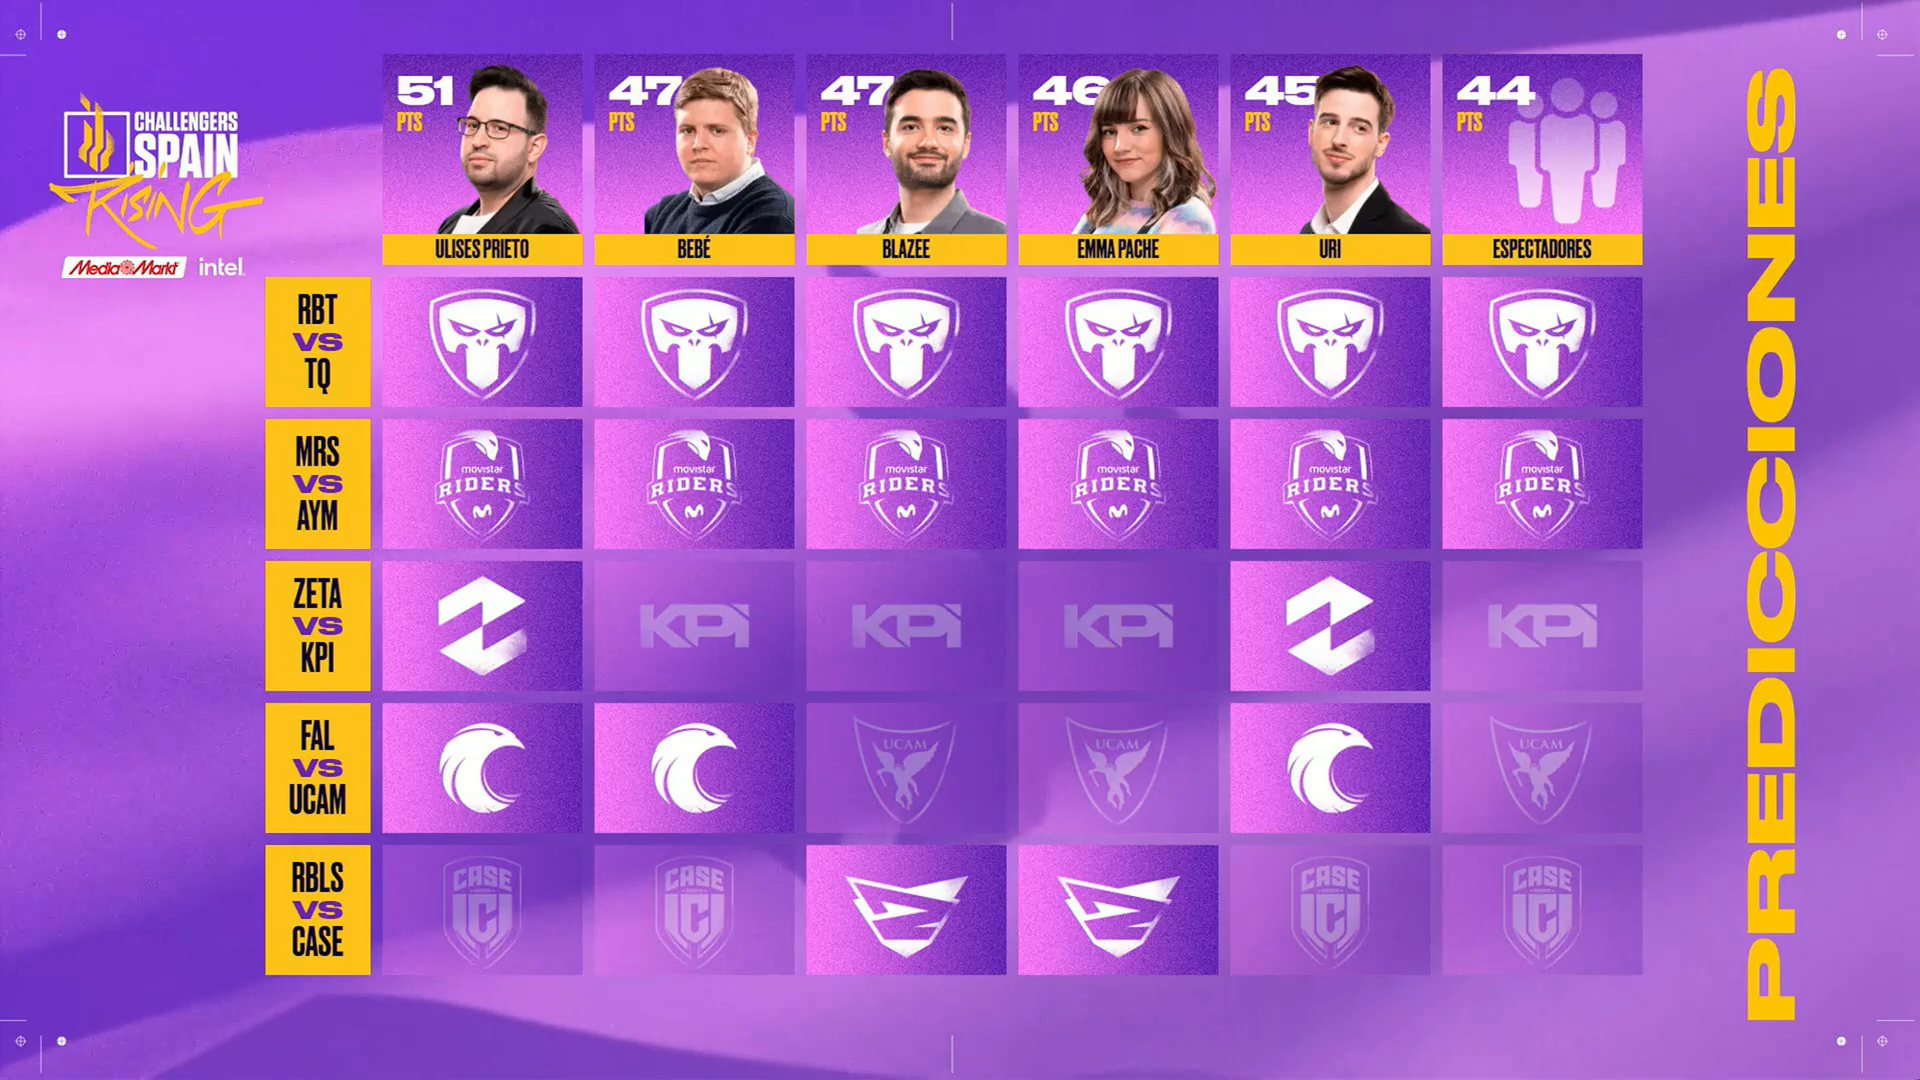 CHALLENGERS
SPAIN
RISING
MediaMarkt intel.
51
PTS
ULISES PRIETO
47
PTS
BEBÉ
47
PTS
BLAZEE
46
PTS
EMMA PACHE
45
PTS
URI
44
PTS
ESPECTADORES
RBT
VS
TQ
MRS
VS
AYM
movistar
RIDERS
movistar
RIDERS
movistar
RIDERS
movistar
RIDERS
movistar
RIDERS
movistar
RIDERS
ZETA
VS
KPI
KPI
KPI
KPI
KPI
FAL
VS
UCAM
UCAM
UCAM
UCAM
RBLS
VS
CASE
CASE
CASE
CASE
CASE
PREDICCIONES